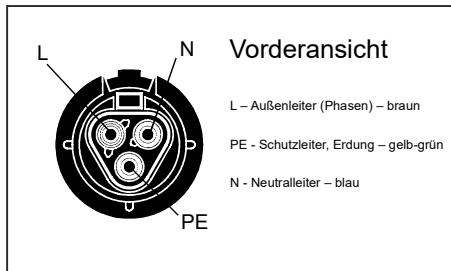 L
N
Vorderansicht
L – Außenleiter (Phasen) – braun
PE - Schutzleiter, Erdung – gelb-grün
N - Neutralleiter – blau
PE